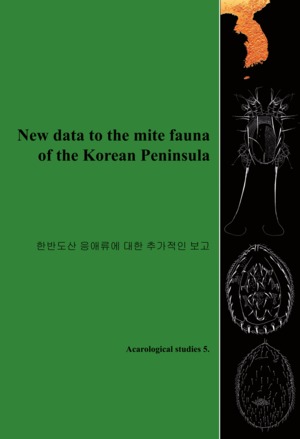 New data to the mite fauna
of the Korean Peninsula
한반도산 응애류에 대한 추가적인 보고
Acarological studies 5.